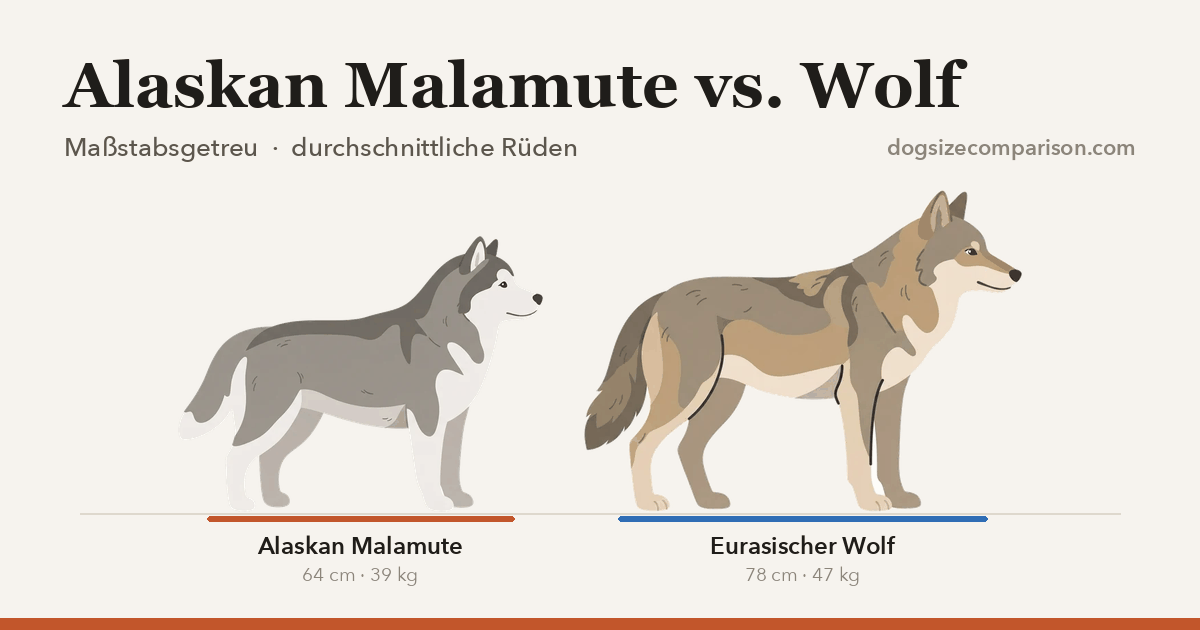 Alaskan Malamute vs. Wolf
Maßstabsgetreu · durchschnittliche Rüden
dogsizecomparison.com
Alaskan Malamute
64 cm · 39 kg
Eurasischer Wolf
78 cm · 47 kg